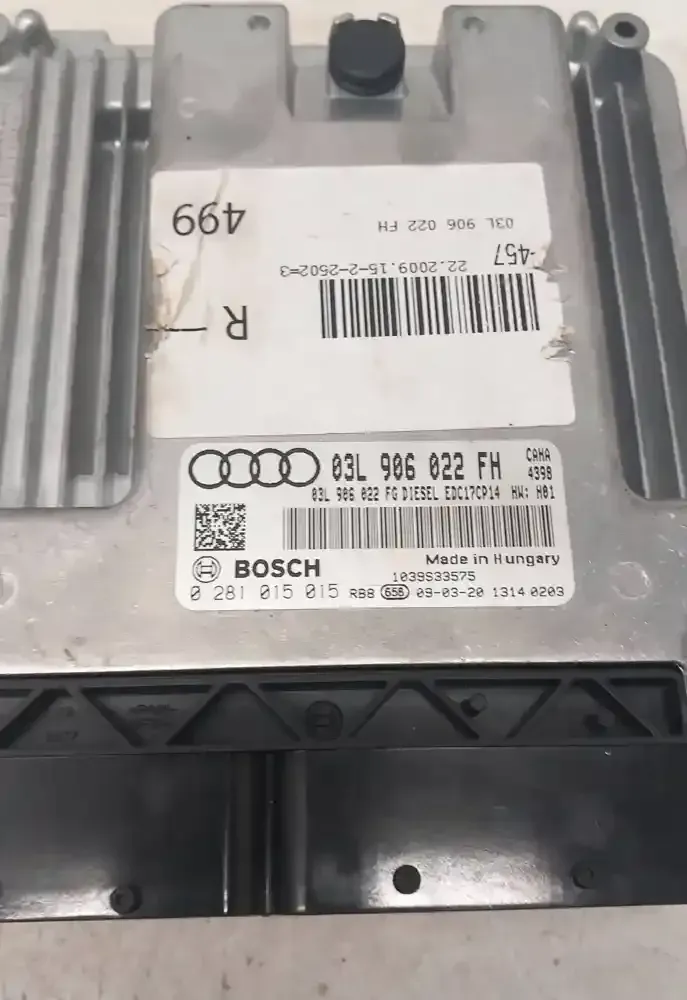 499
03L 906 022 FH
-457
22.2009.15-2-2502=3
R
03L 906 022 FH
CAHA
4398
03L 906 022 FG DIESEL EDC17CP14 HW: H01
BOSCH
Made in Hungary
1039S33575
0 281 015 015 RB8 656 09-03-20 1314 0203